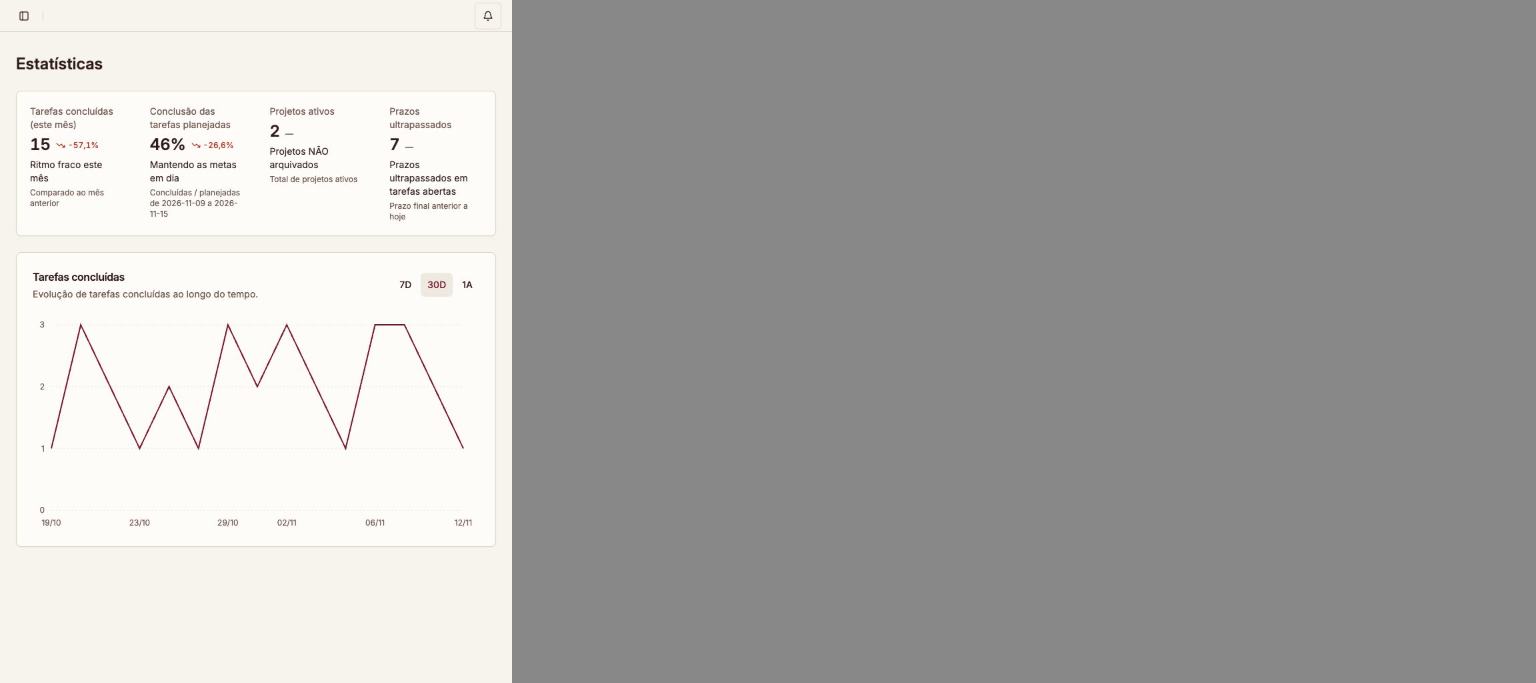 Estatísticas
Tarefas concluídas
(este mês)
15 -57,1%
Ritmo fraco este
mês
Comparado ao mês
anterior
Conclusão das
tarefas planejadas
46% -26,6%
Mantendo as metas
em dia
Concluídas / planejadas
de 2026-11-09 a 2026-
11-15
Projetos ativos
2 —
Projetos NÃO
arquivados
Total de projetos ativos
Prazos
ultrapassados
7 —
Prazos
ultrapassados em
tarefas abertas
Prazo final anterior a
hoje
Tarefas concluídas
Evolução de tarefas concluídas ao longo do tempo.
7D 30D 1A
3
2
1
0
19/10 23/10 29/10 02/11 06/11 12/11